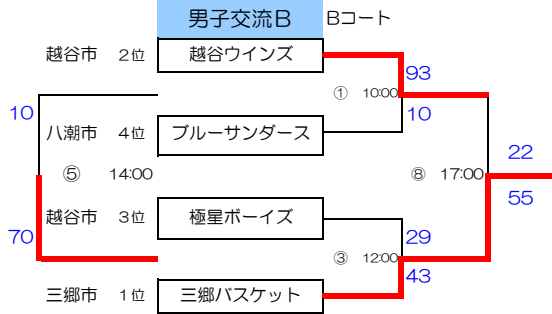 男子交流B Bコート
越谷市 2位 越谷ウインズ
93
① 10:00
10
10
八潮市 4位 ブルーサンダース
⑤ 14:00
⑧ 17:00
22
55
越谷市 3位 極星ボーイズ
70
29
③ 12:00
43
三郷市 1位 三郷バスケット